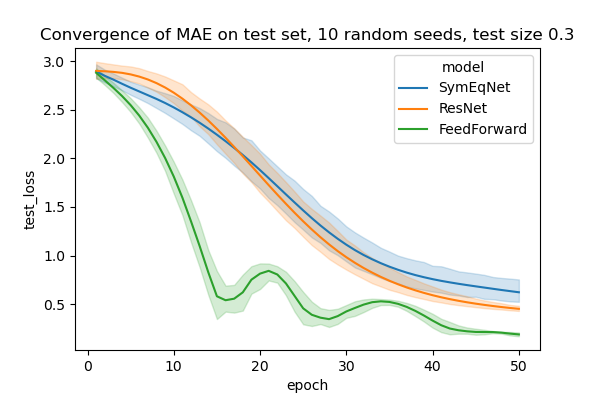 Convergence of MAE on test set, 10 random seeds, test size 0.3
model
SymEqNet
ResNet
FeedForward
test_loss
3.0
2.5
2.0
1.5
1.0
0.5
0
10
20
30
40
50
epoch